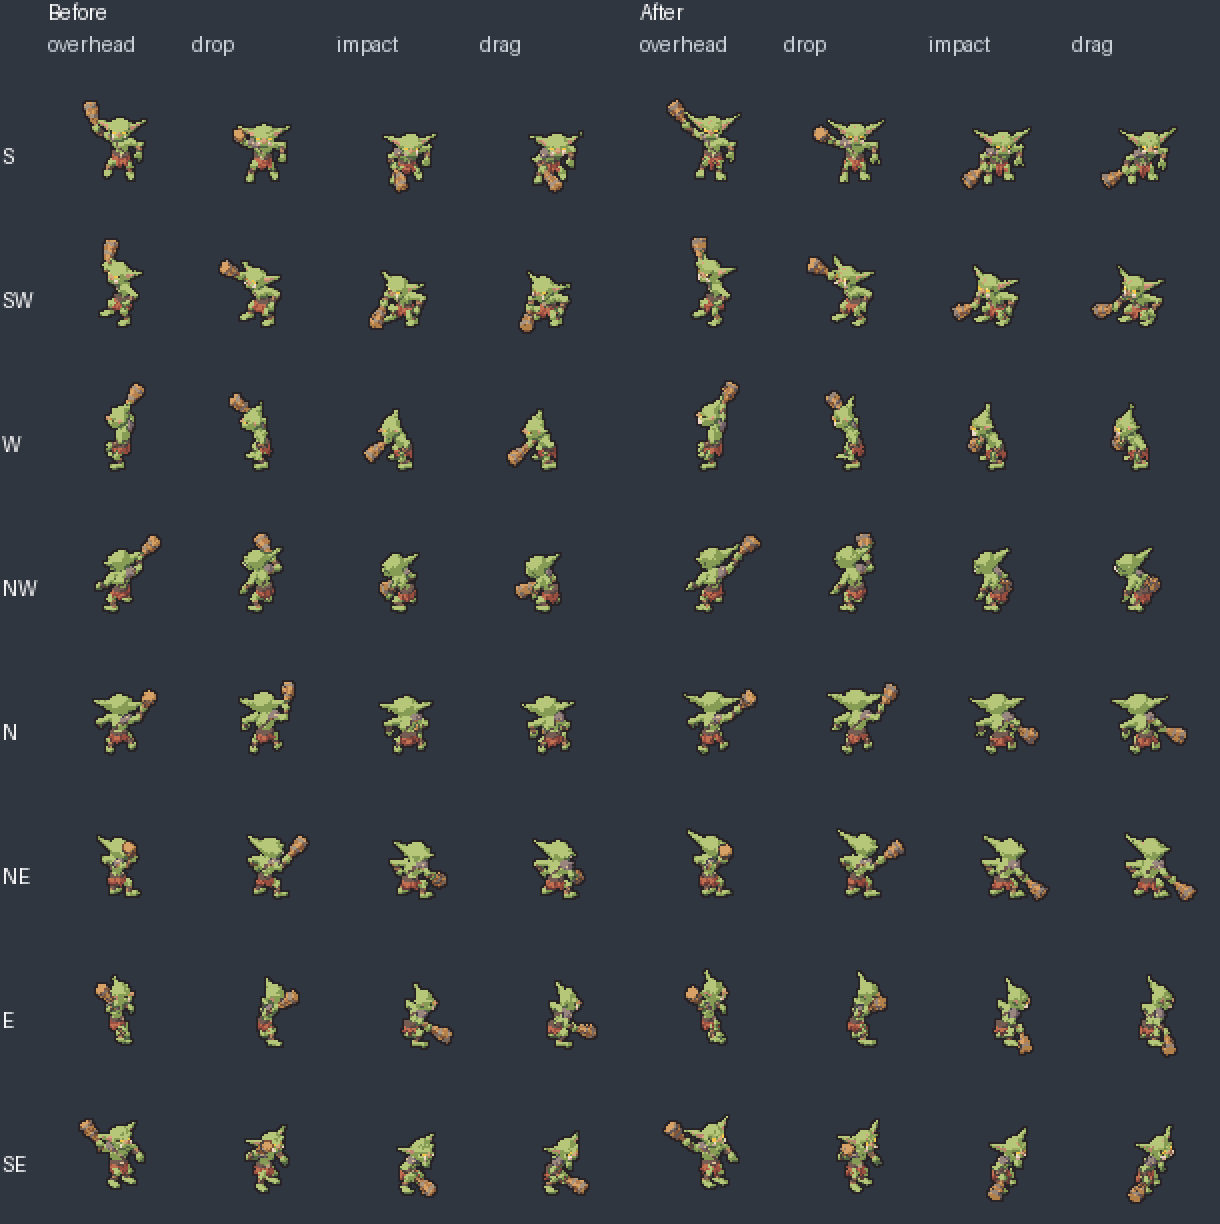 Before After
overhead drop impact drag overhead drop impact drag
S
SW
W
NW
N
NE
E
SE